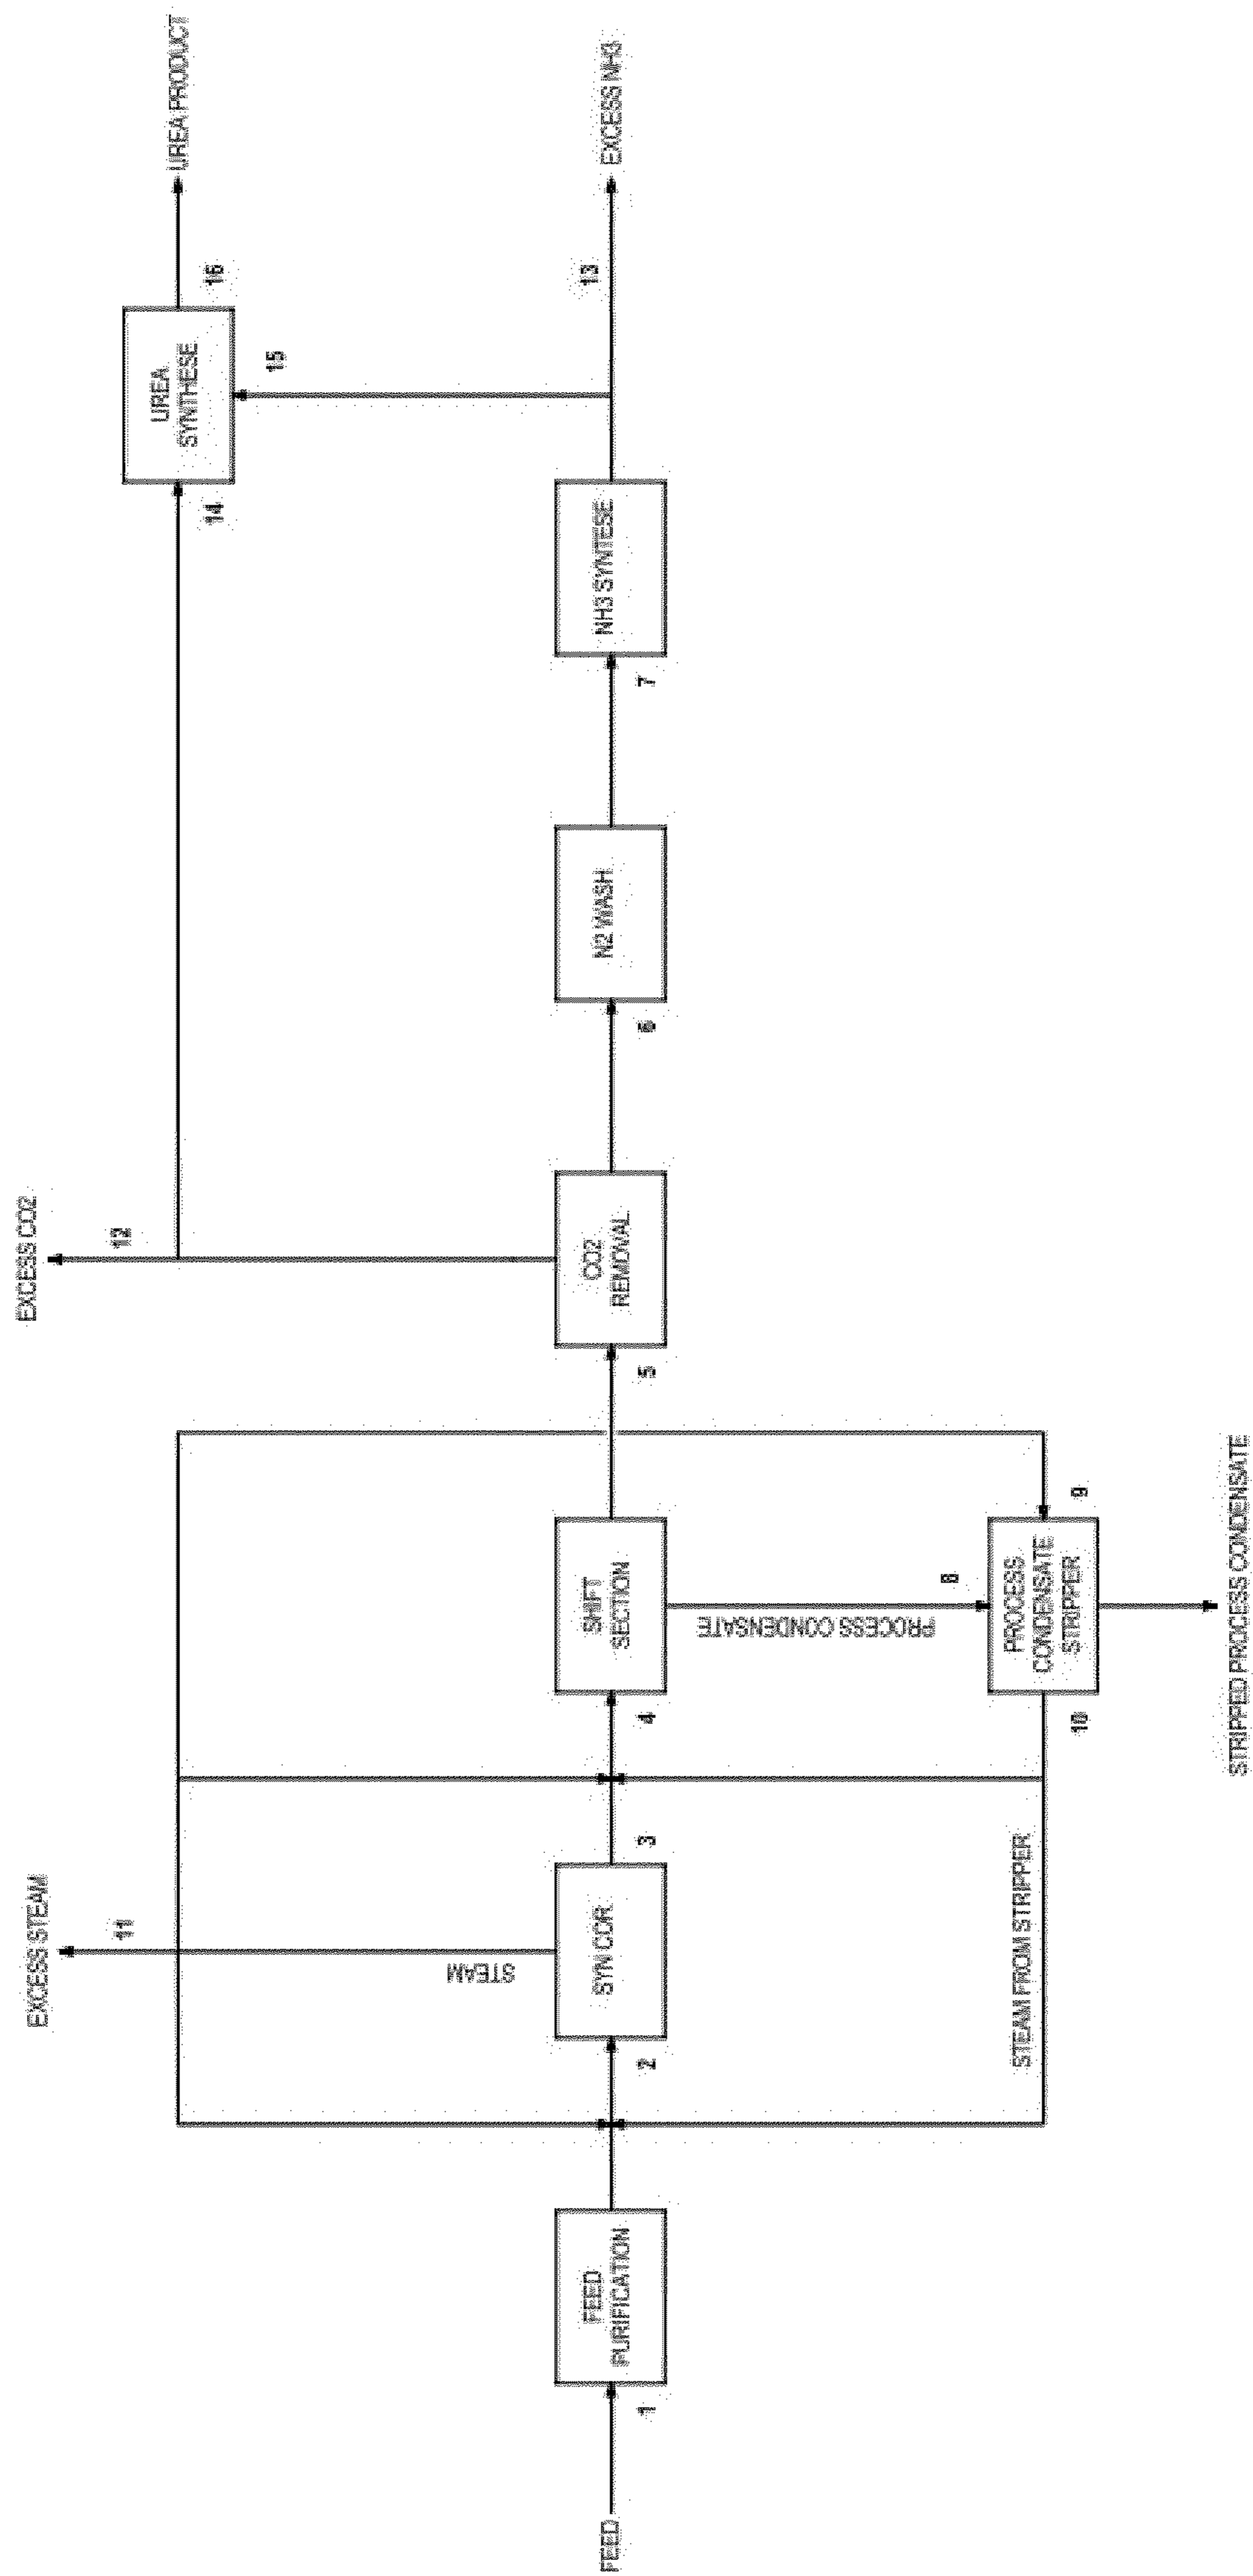 EXCESS STEAM
11
EXCESS CO2
12
UREA PRODUCT
16
UREA
SYNTHESE
14
15
STEAM
FEED
1
FEED
PURIFICATION
2
SYN COR.
3
4
SHIFT
SECTION
5
CO2
REMOVAL
6
N2 WASH
7
NH3 SYNTESE
13
EXCESS NH3
PROCESS CONDENSATE
8
STEAM FROM STRIPPER
10
PROCESS
CONDENSATE
STRIPPER
9
STRIPPED PROCESS CONDENSATE